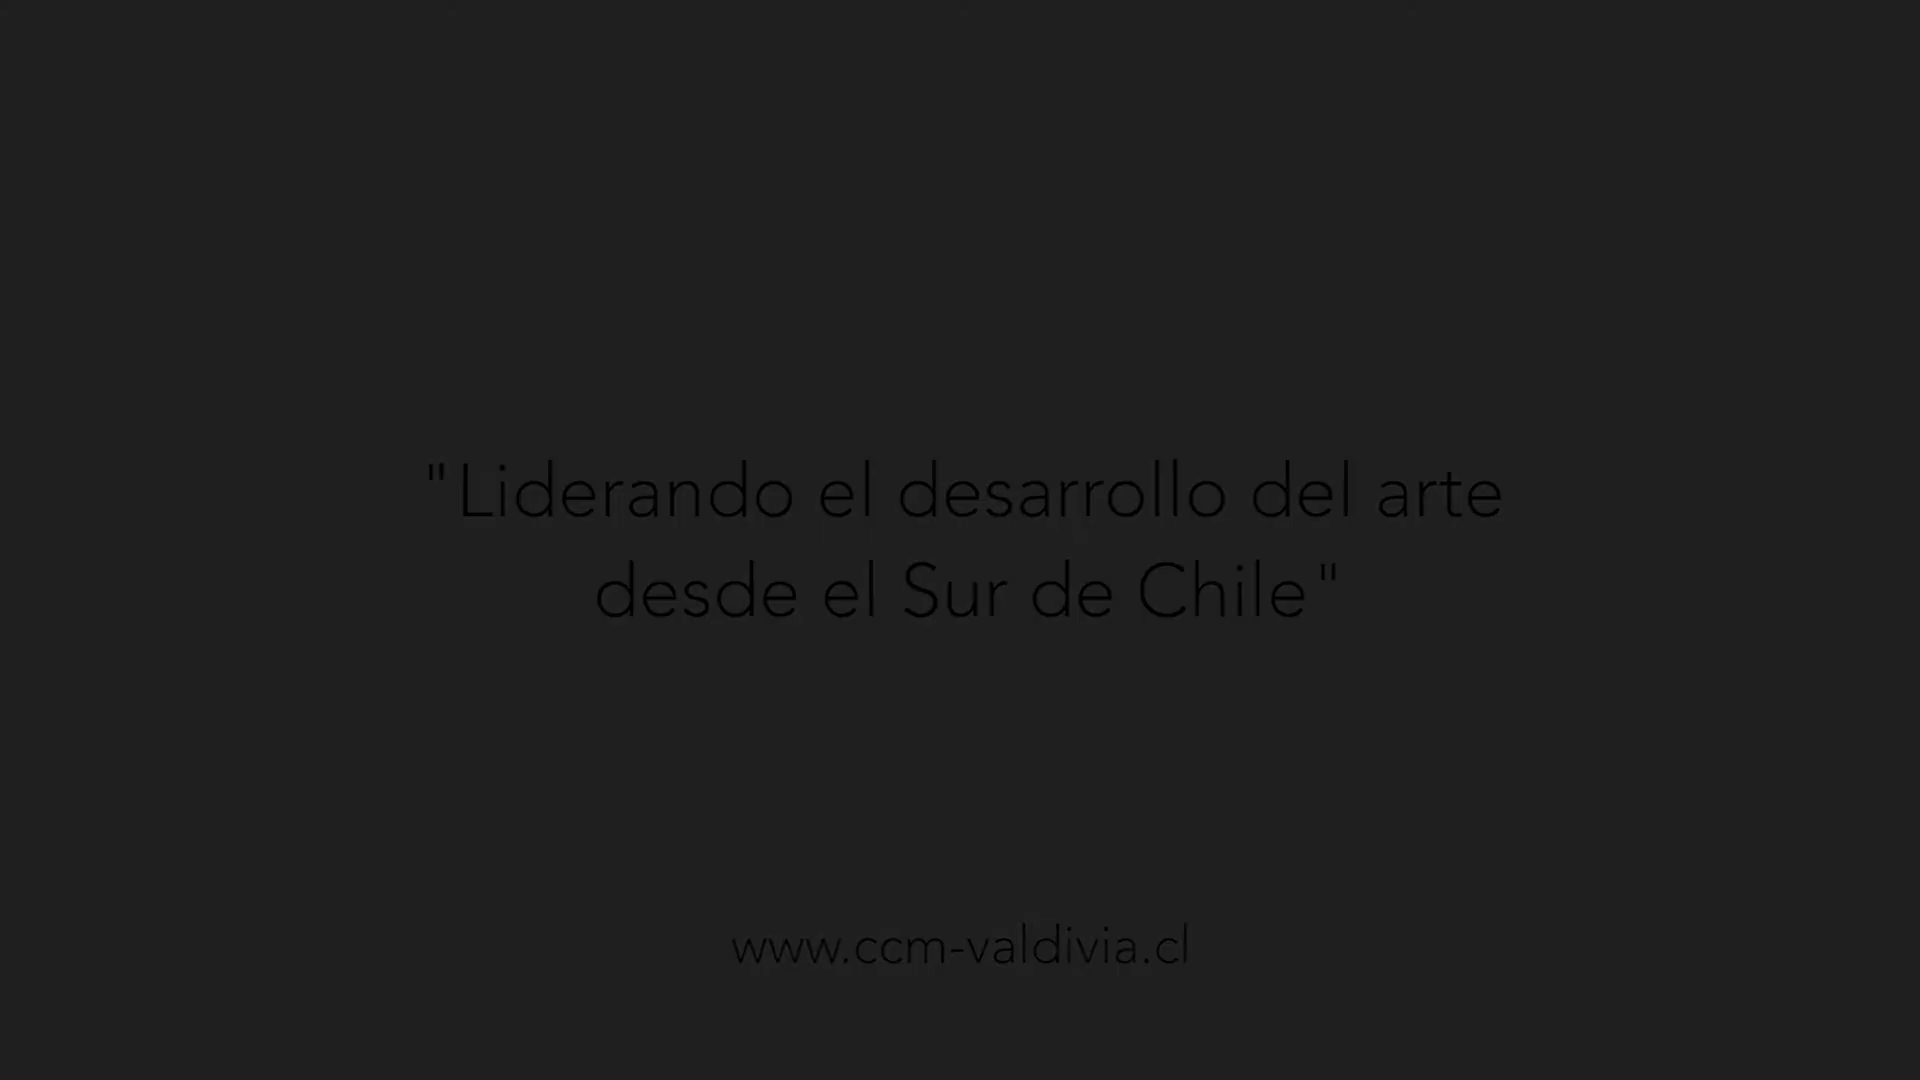 "Liderando el desarrollo del arte
desde el Sur de Chile"
www.ccm-valdivia.cl